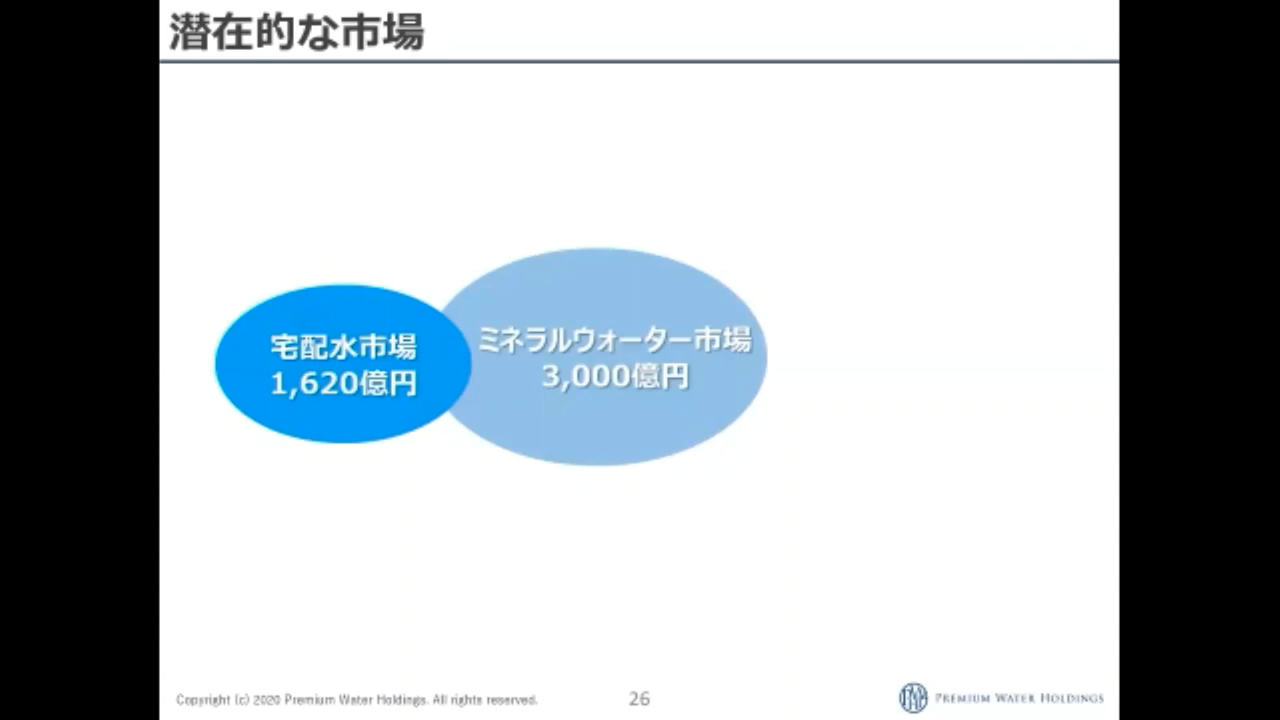 潜在的な市場
宅配水市場
1,620億円
ミネラルウォーター市場
3,000億円
Copyright (c) 2020 Premium Water Holdings. All rights reserved.
26
PREMIUM WATER HOLDINGS